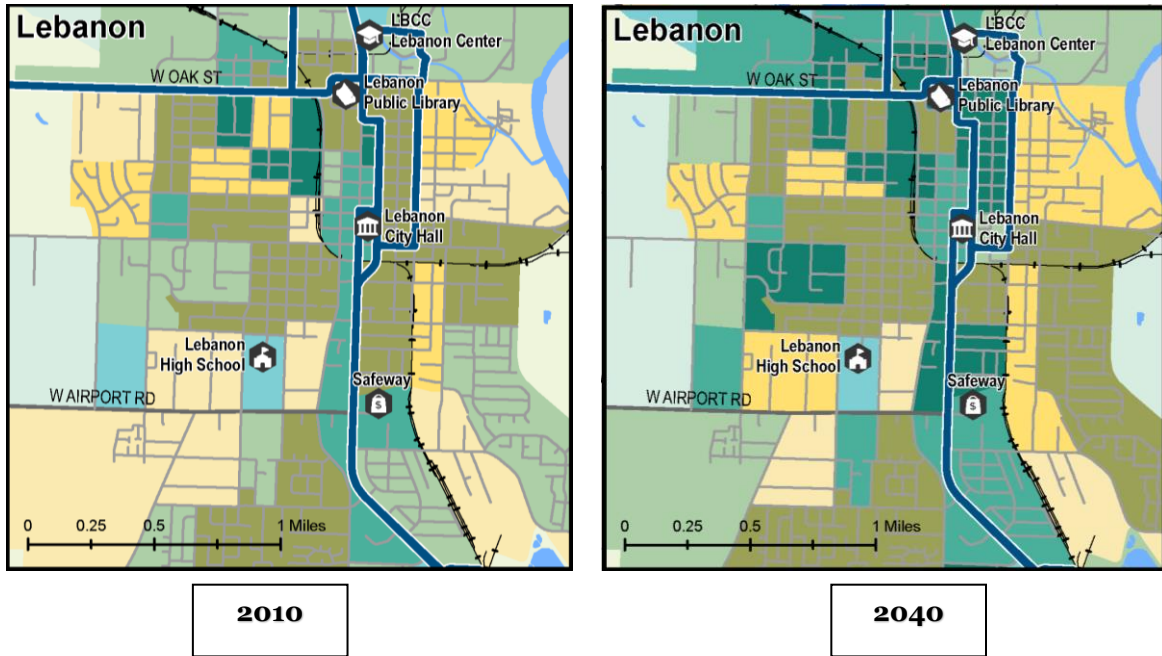 Lebanon
LBCC
Lebanon Center
W OAK ST
Lebanon
Public Library
Lebanon
City Hall
Lebanon
High School
Safeway
$
W AIRPORT RD
0 0.25 0.5 1 Miles
2010
Lebanon
LBCC
Lebanon Center
W OAK ST
Lebanon
Public Library
Lebanon
City Hall
Lebanon
High School
Safeway
$
W AIRPORT RD
0 0.25 0.5 1 Miles
2040